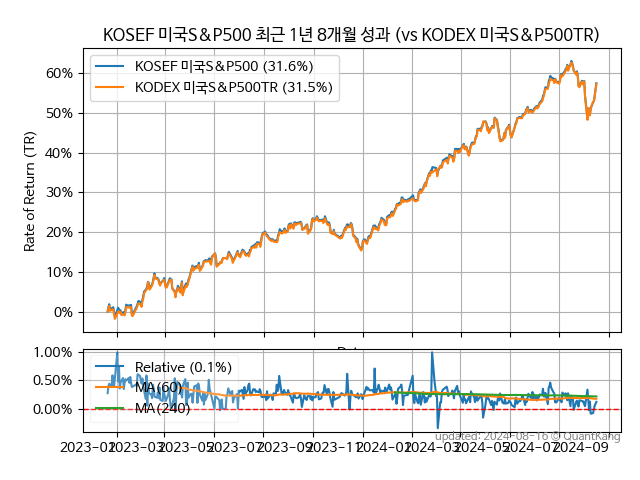 KOSEF 미국S&P500 최근 1년 8개월 성과 (vs KODEX 미국S&P500TR)
KOSEF 미국S&P500 (31.6%)
KODEX 미국S&P500TR (31.5%)
60%
50%
40%
30%
20%
10%
0%
Rate of Return (TR)
1.00%
0.50%
0.00%
Relative (0.1%)
MA(60)
MA(240)
2023-01 2023-03 2023-05 2023-07 2023-09 2023-11 2024-01 2024-03 2024-05 2024-07 2024-09
updated: 2024-08-16 © QuantKang